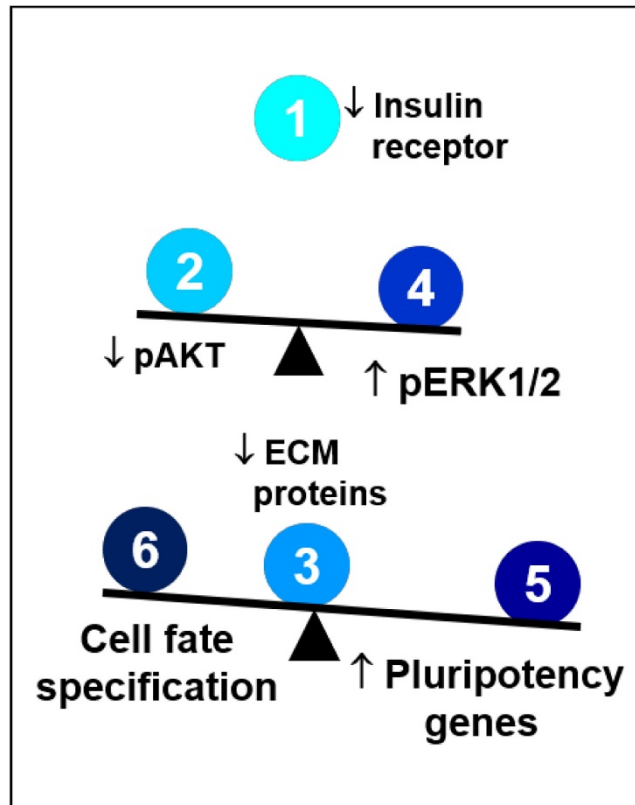 1
↓ Insulin
receptor
2
4
↓ pAKT
↑ pERK1/2
↓ ECM
proteins
6
3
5
Cell fate
specification
↑ Pluripotency
genes